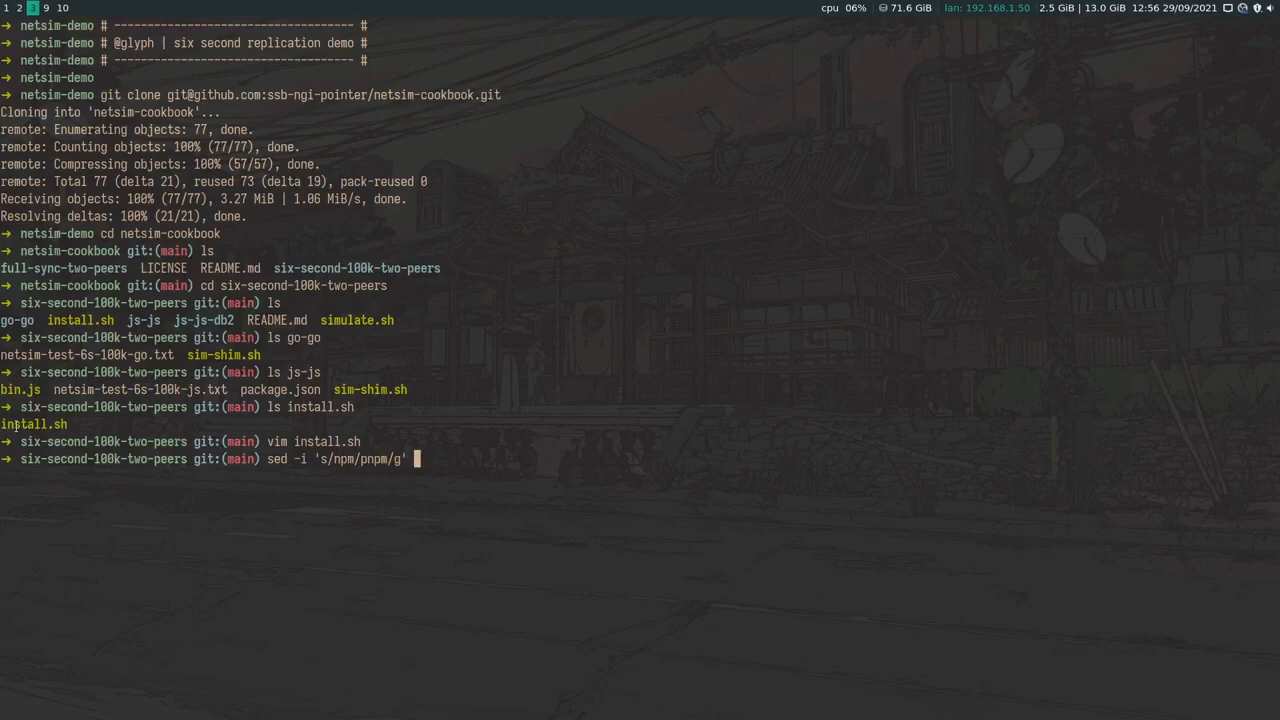 1 2 3 9 10 cpu 06% 71.6 GiB lan: 192.168.1.50 2.5 GiB | 13.0 GiB 12:56 29/09/2021
➜ netsim-demo # ------------------------------------ #
➜ netsim-demo # @glyph | six second replication demo #
➜ netsim-demo # ------------------------------------ #
➜ netsim-demo
➜ netsim-demo git clone git@github.com:ssb-ngi-pointer/netsim-cookbook.git
Cloning into 'netsim-cookbook'...
remote: Enumerating objects: 77, done.
remote: Counting objects: 100% (77/77), done.
remote: Compressing objects: 100% (57/57), done.
remote: Total 77 (delta 21), reused 73 (delta 19), pack-reused 0
Receiving objects: 100% (77/77), 3.27 MiB | 1.06 MiB/s, done.
Resolving deltas: 100% (21/21), done.
➜ netsim-demo cd netsim-cookbook
➜ netsim-cookbook git:(main) ls
full-sync-two-peers LICENSE README.md six-second-100k-two-peers
➜ netsim-cookbook git:(main) cd six-second-100k-two-peers
➜ six-second-100k-two-peers git:(main) ls
go-go install.sh js-js js-js-db2 README.md simulate.sh
➜ six-second-100k-two-peers git:(main) ls go-go
netsim-test-6s-100k-go.txt sim-shim.sh
➜ six-second-100k-two-peers git:(main) ls js-js
bin.js netsim-test-6s-100k-js.txt package.json sim-shim.sh
➜ six-second-100k-two-peers git:(main) ls install.sh
install.sh
➜ six-second-100k-two-peers git:(main) vim install.sh
➜ six-second-100k-two-peers git:(main) sed -i 's/npm/pnpm/g'